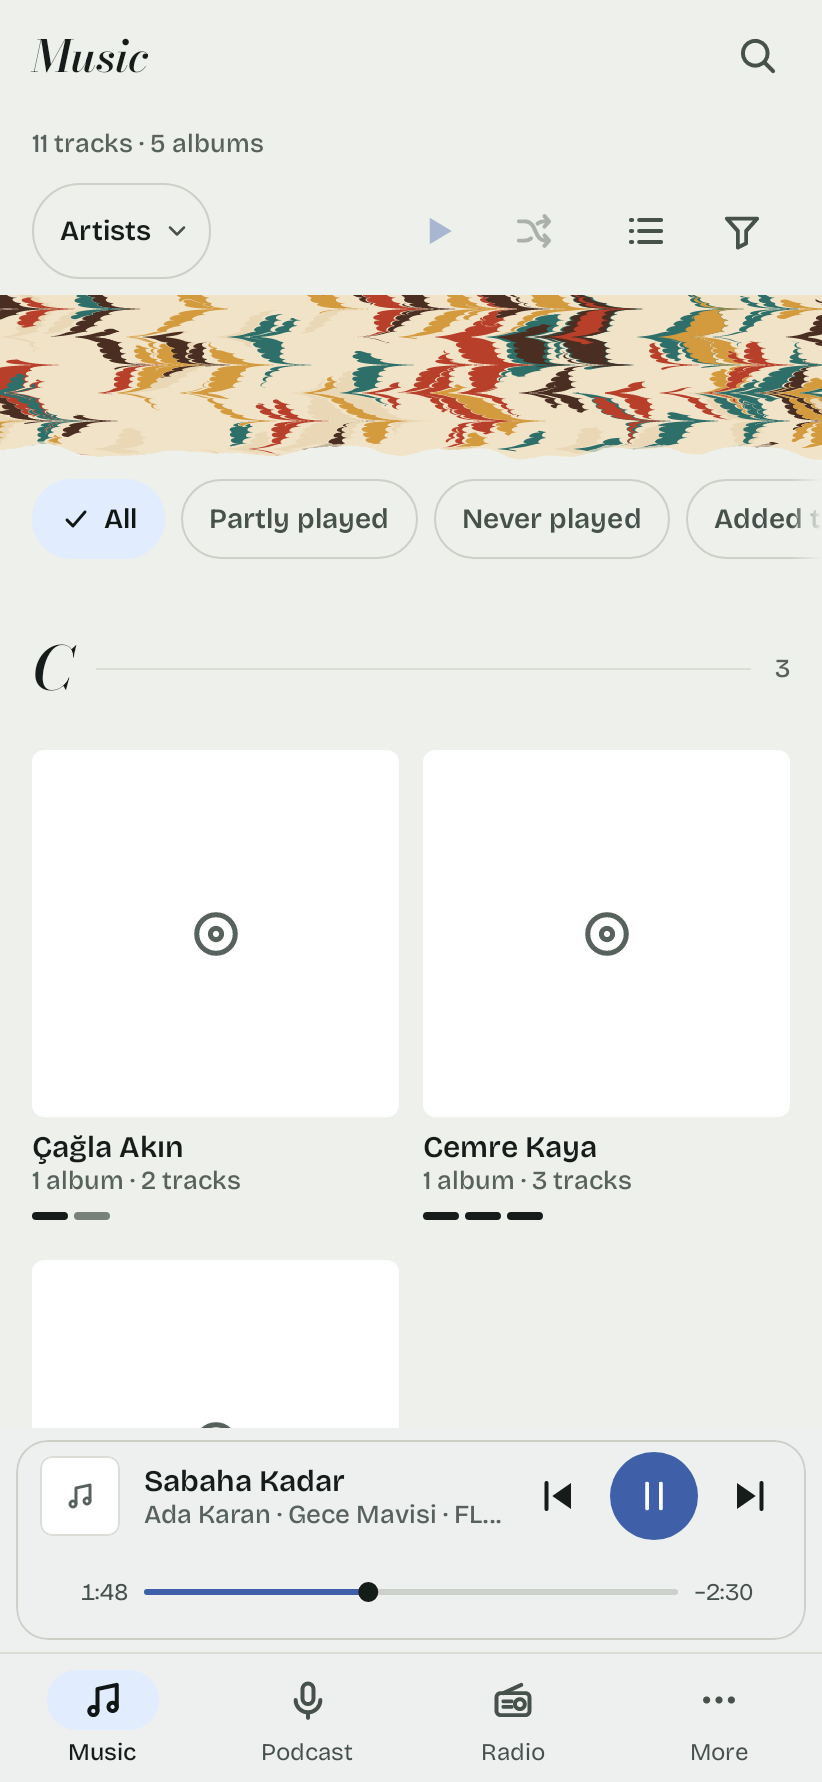 Music
11 tracks · 5 albums
Artists
All
Partly played
Never played
Added
C
3
Çağla Akın
1 album · 2 tracks
Cemre Kaya
1 album · 3 tracks
Sabaha Kadar
Ada Karan · Gece Mavisi · FL...
1:48
-2:30
Music
Podcast
Radio
More